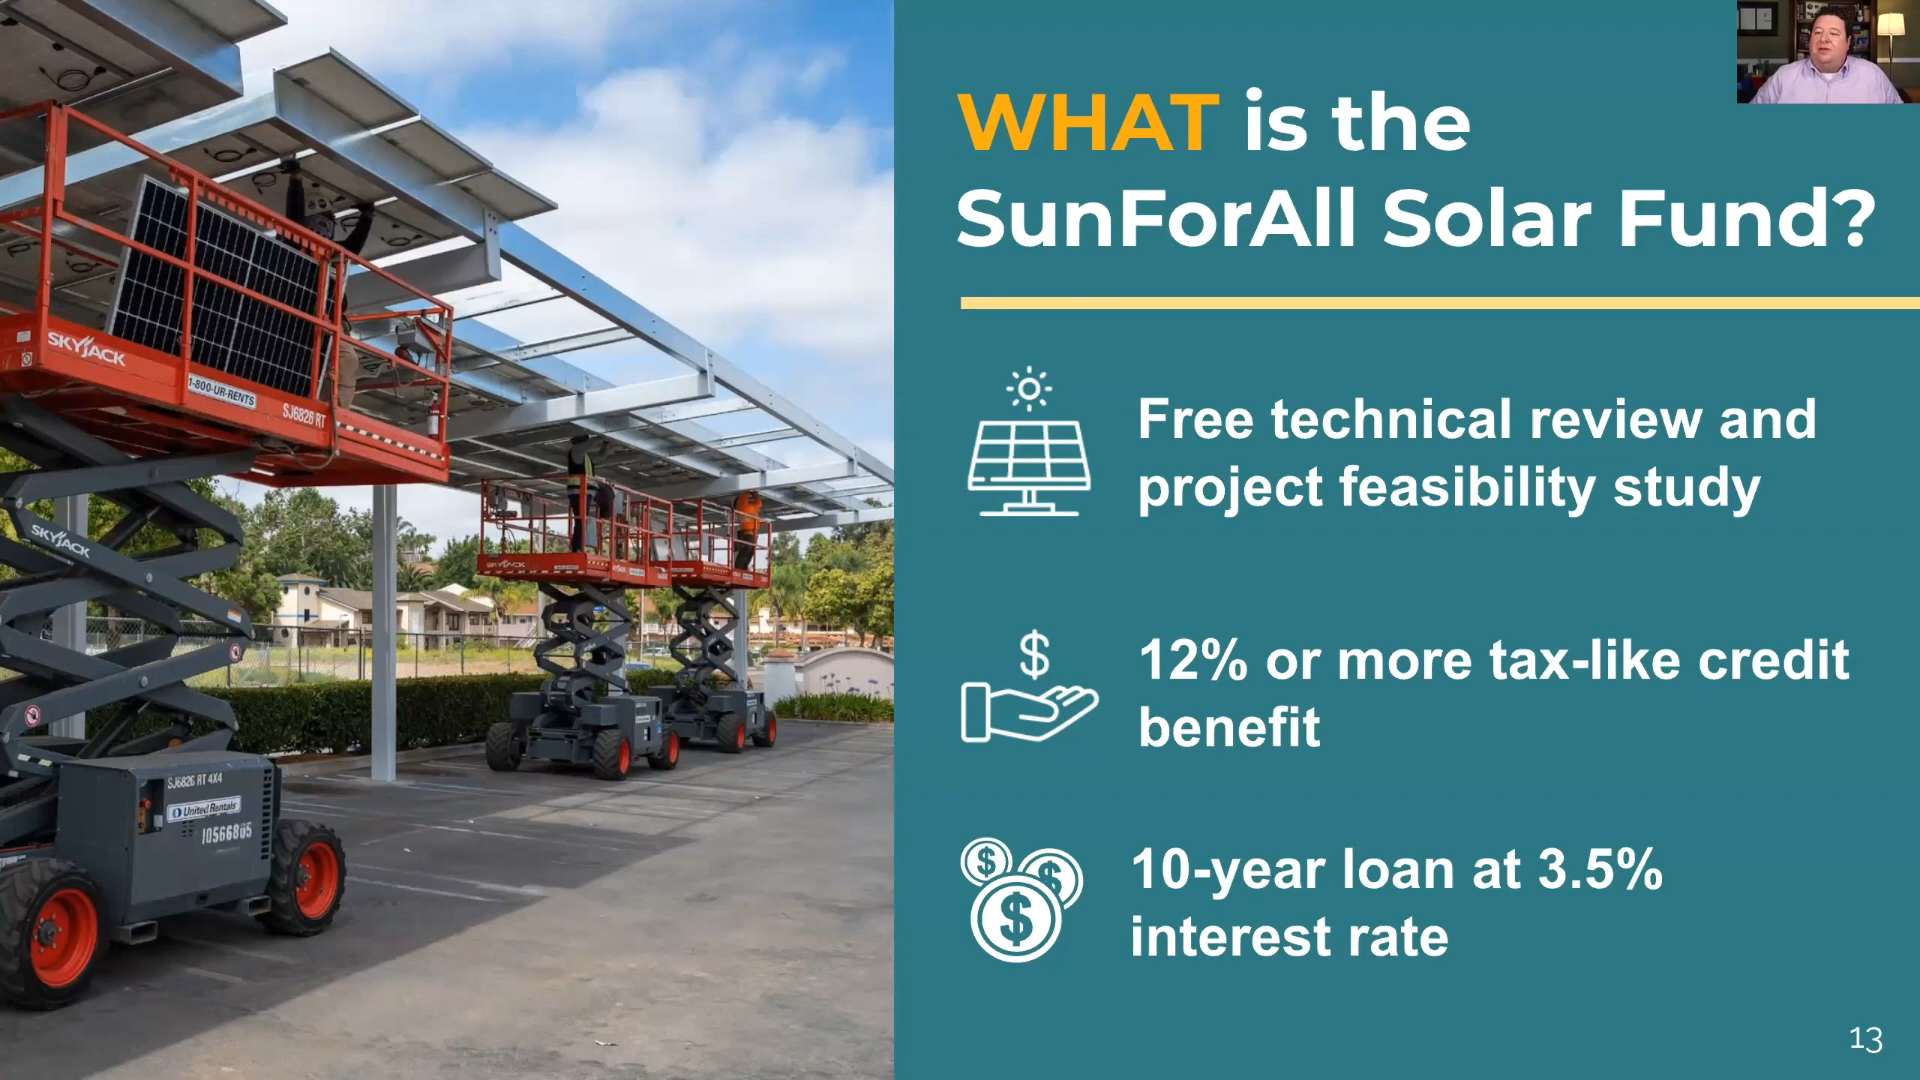 WHAT is the
SunForAll Solar Fund?
Free technical review and
project feasibility study
12% or more tax-like credit
benefit
10-year loan at 3.5%
interest rate
13
SKYJACK
1-800-UR-RENTS
SJ6826 RT
SKYJACK
SKYJACK
SJ6826 RT 4X4
United Rentals
10566805